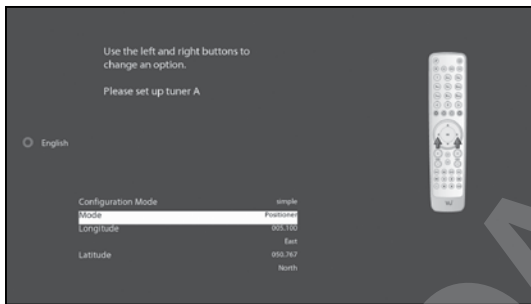 Use the left and right buttons to
change an option.
Please set up tuner A
English
Configuration Mode simple
Mode Positioner
Longitude 005.100
East
Latitude 050.767
North